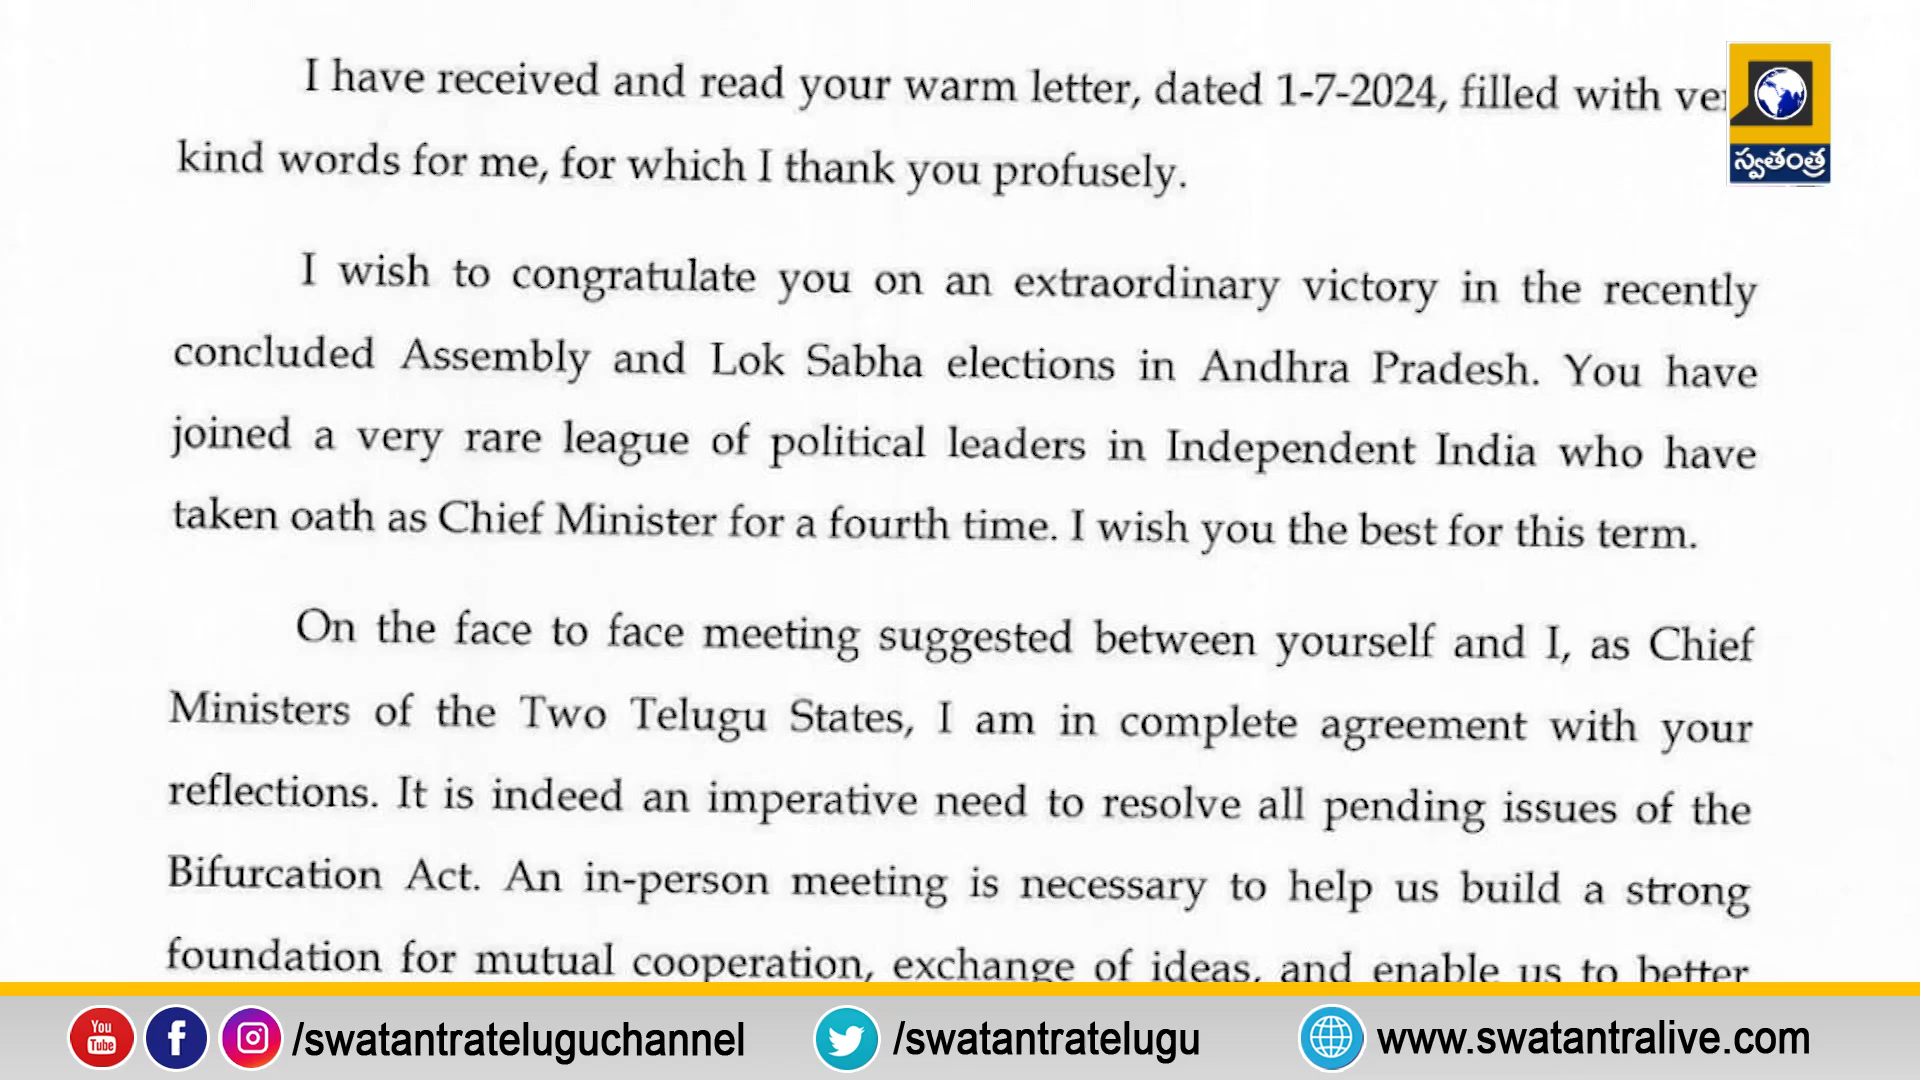 I have received and read your warm letter, dated 1-7-2024, filled with
kind words for me, for which I thank you profusely.
I wish to congratulate you on an extraordinary victory in the recently
concluded Assembly and Lok Sabha elections in Andhra Pradesh. You have
joined a very rare league of political leaders in Independent India who have
taken oath as Chief Minister for a fourth time. I wish you the best for this term.
On the face to face meeting suggested between yourself and I, as Chief
Ministers of the Two Telugu States, I am in complete agreement with your
reflections. It is indeed an imperative need to resolve all pending issues of the
Bifurcation Act. An in-person meeting is necessary to help us build a strong
foundation for mutual cooperation, exchange of ideas, and enable us to better
స్వతంత్ర
You Tube /swatantrateluguchannel /swatantratelugu www.swatantralive.com